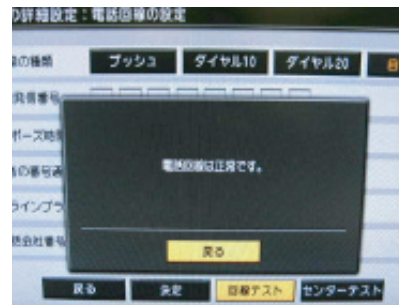 の詳細設定：電話回線の設定
の種類
プッシュ
ダイヤル10
ダイヤル20
発信番号
ポーズ時間
の番号通
電話回線は正常です。
ラインプラ
話会社番号
戻る
戻る
決定
回線テスト
センターテスト